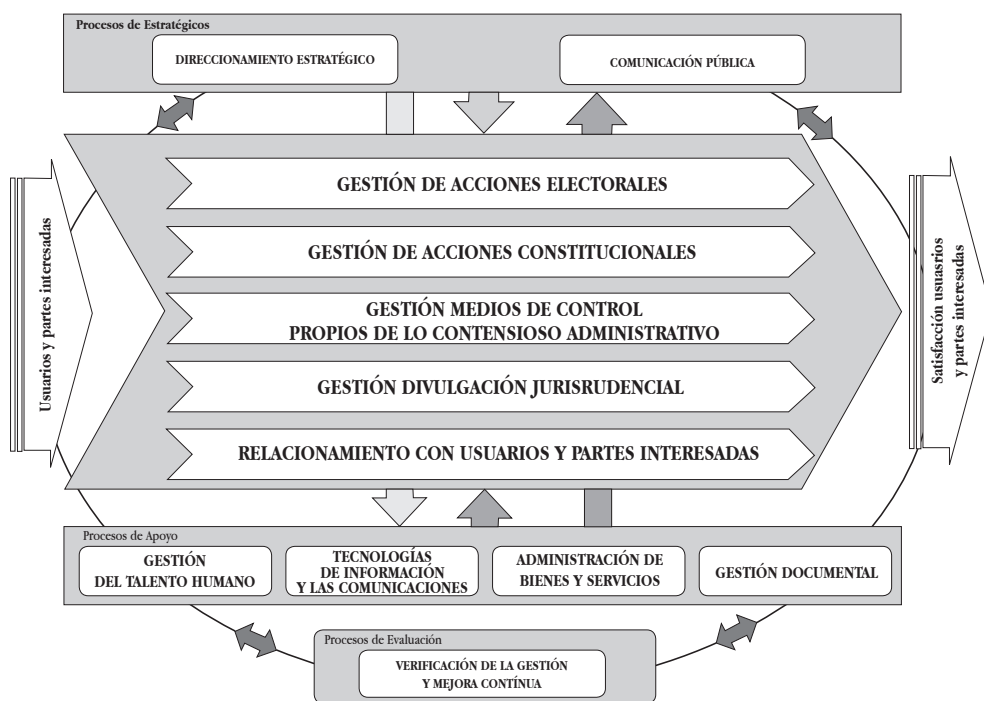 Procesos de Estratégicos
DIRECCIONAMIENTO ESTRATÉGICO
COMUNICACIÓN PÚBLICA
Usuarios y partes interesadas
GESTIÓN DE ACCIONES ELECTORALES
GESTIÓN DE ACCIONES CONSTITUCIONALES
GESTIÓN MEDIOS DE CONTROL
PROPIOS DE LO CONTENSIOSO ADMINISTRATIVO
GESTIÓN DIVULGACIÓN JURISRUDENCIAL
RELACIONAMIENTO CON USUARIOS Y PARTES INTERESADAS
Satisfacción usuasrios
y partes interesadas
Procesos de Apoyo
GESTIÓN
DEL TALENTO HUMANO
TECNOLOGÍAS
DE INFORMACIÓN
Y LAS COMUNICACIONES
ADMINISTRACIÓN DE
BIENES Y SERVICIOS
GESTIÓN DOCUMENTAL
Procesos de Evaluación
VERIFICACIÓN DE LA GESTIÓN
Y MEJORA CONTÍNUA